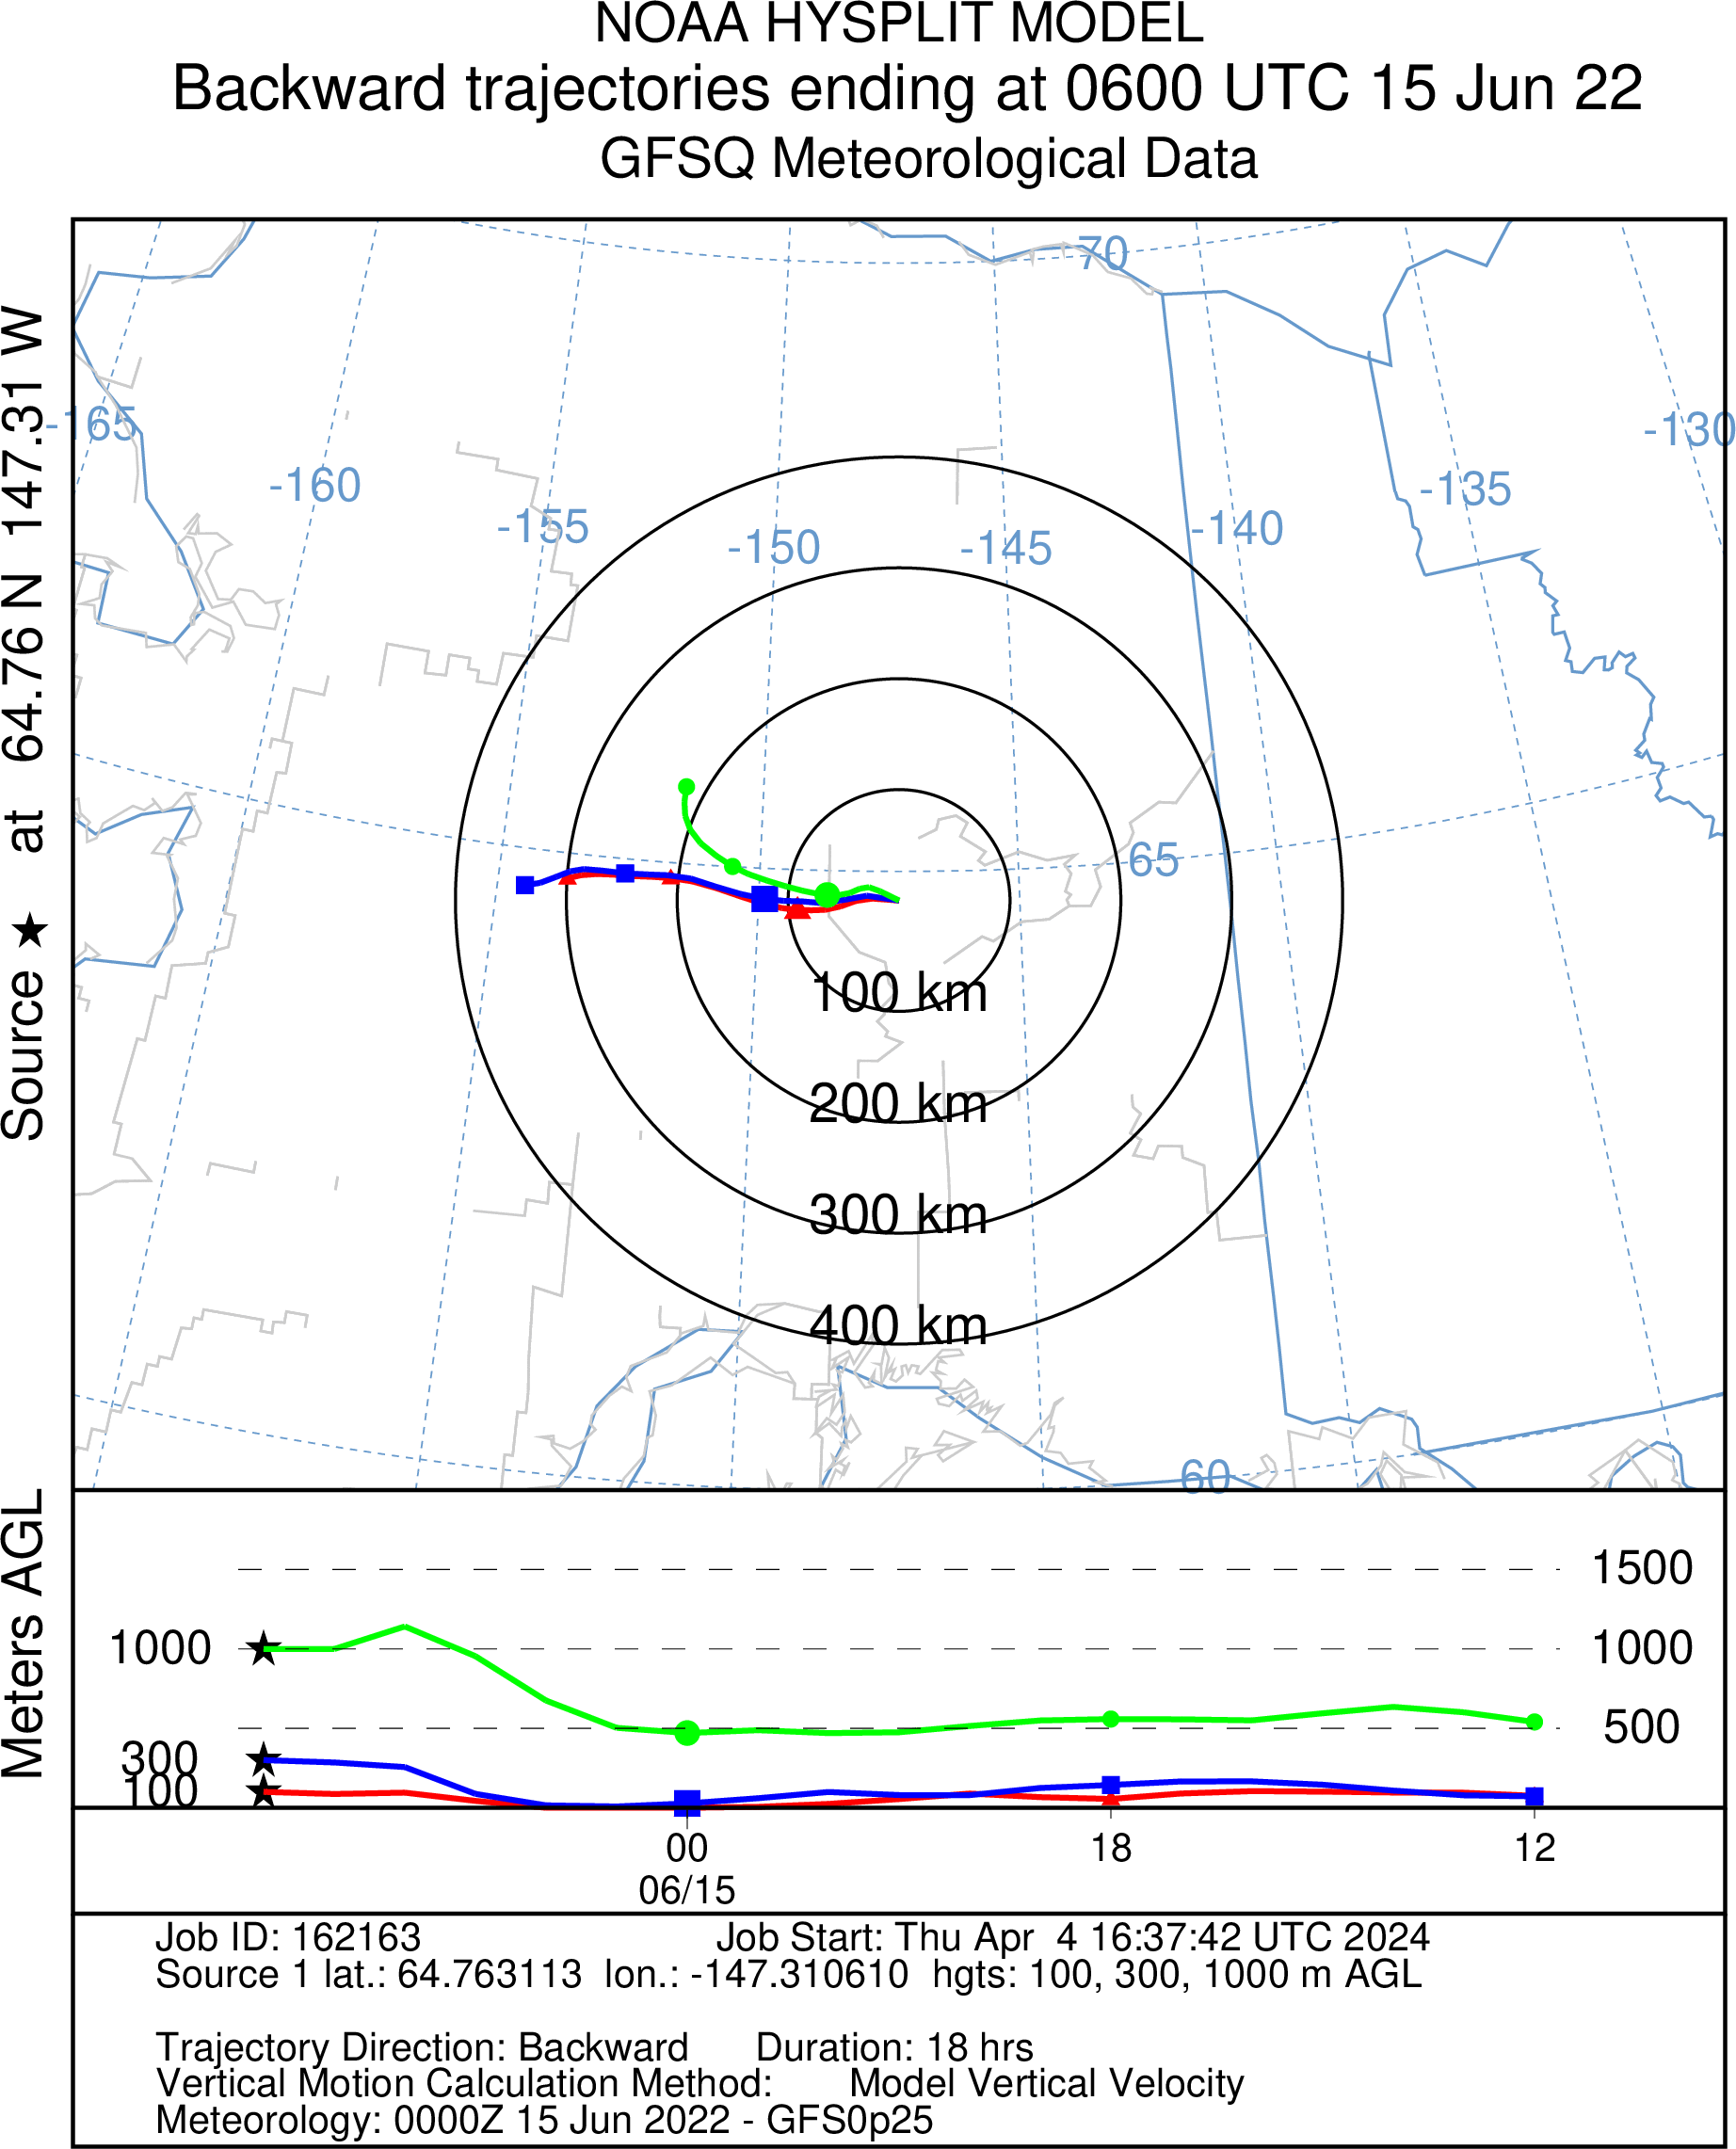 NOAA HYSPLIT MODEL
Backward trajectories ending at 0600 UTC 15 Jun 22
GFSQ Meteorological Data
Source ★ at 64.76 N 147.31 W
70
-165
-130
-160
-135
-155
-140
-150
-145
65
100 km
200 km
300 km
400 km
60
Meters AGL
1500
1000
1000
500
300
100
00
18
12
06/15
Job ID: 162163 Job Start: Thu Apr 4 16:37:42 UTC 2024
Source 1 lat.: 64.763113 lon.: -147.310610 hgts: 100, 300, 1000 m AGL
Trajectory Direction: Backward Duration: 18 hrs
Vertical Motion Calculation Method: Model Vertical Velocity
Meteorology: 0000Z 15 Jun 2022 - GFS0p25